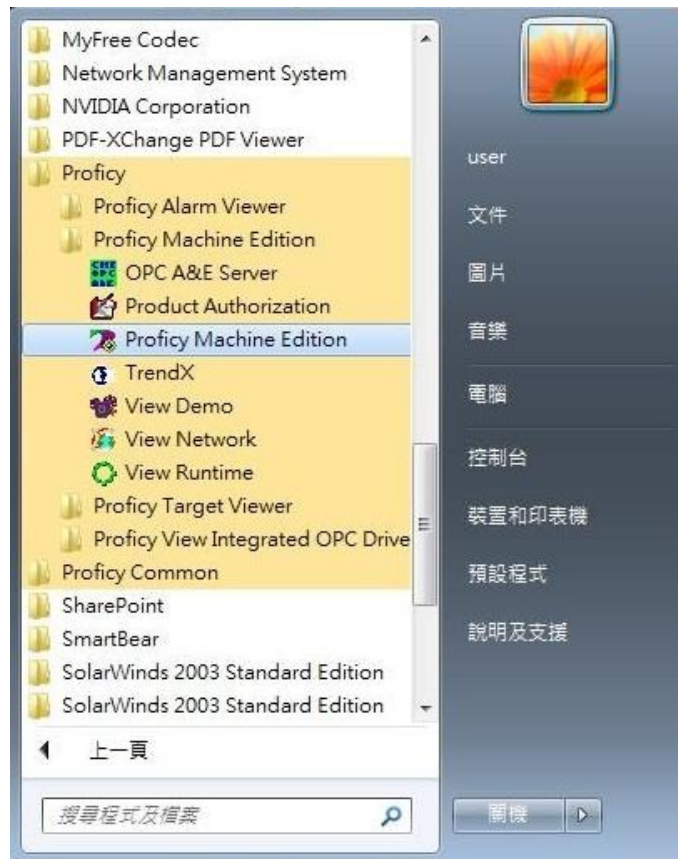 MyFree Codec
Network Management System
NVIDIA Corporation
PDF-XChange PDF Viewer
Proficy
Proficy Alarm Viewer
Proficy Machine Edition
OPC A&E Server
Product Authorization
Proficy Machine Edition
TrendX
View Demo
View Network
View Runtime
Proficy Target Viewer
Proficy View Integrated OPC Drive
Proficy Common
SharePoint
SmartBear
SolarWinds 2003 Standard Edition
SolarWinds 2003 Standard Edition
上一頁
搜尋程式及檔案
user
文件
圖片
音樂
電腦
控制台
裝置和印表機
預設程式
說明及支援
關機